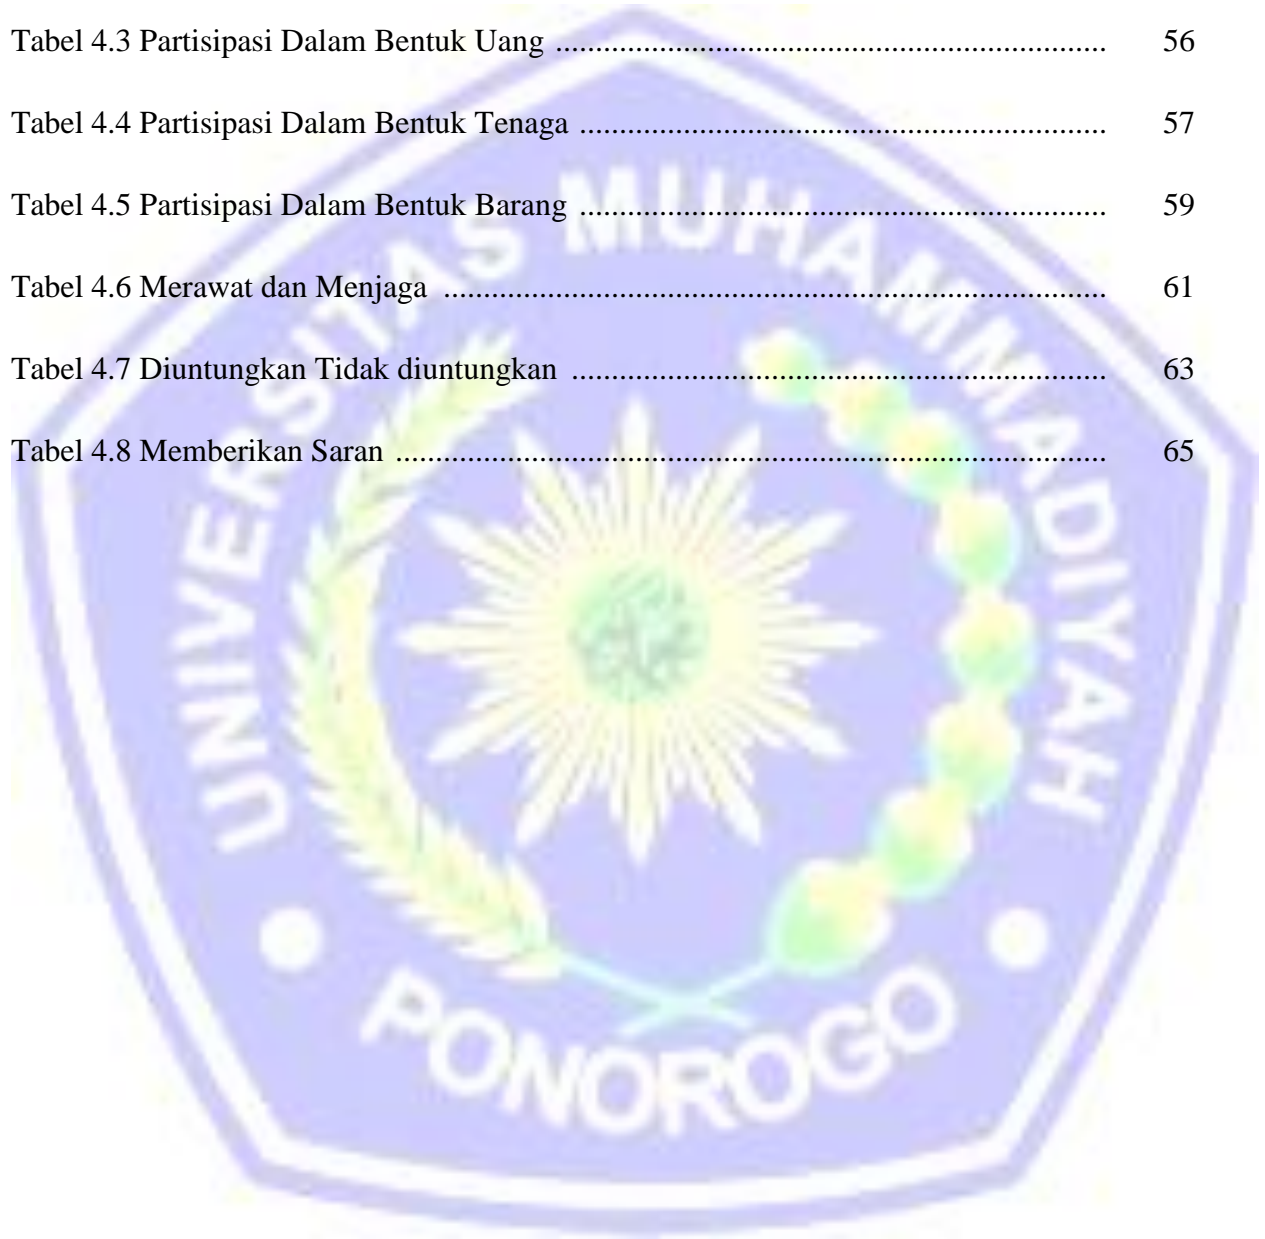 Tabel 4.3 Partisipasi Dalam Bentuk Uang ..................................................................... 56
Tabel 4.4 Partisipasi Dalam Bentuk Tenaga .................................................................. 57
Tabel 4.5 Partisipasi Dalam Bentuk Barang .................................................................. 59
Tabel 4.6 Merawat dan Menjaga ................................................................................... 61
Tabel 4.7 Diuntungkan Tidak diuntungkan ................................................................... 63
Tabel 4.8 Memberikan Saran ......................................................................................... 65
UNIVERSITAS MUHAMMADIYAH
PONOROGO